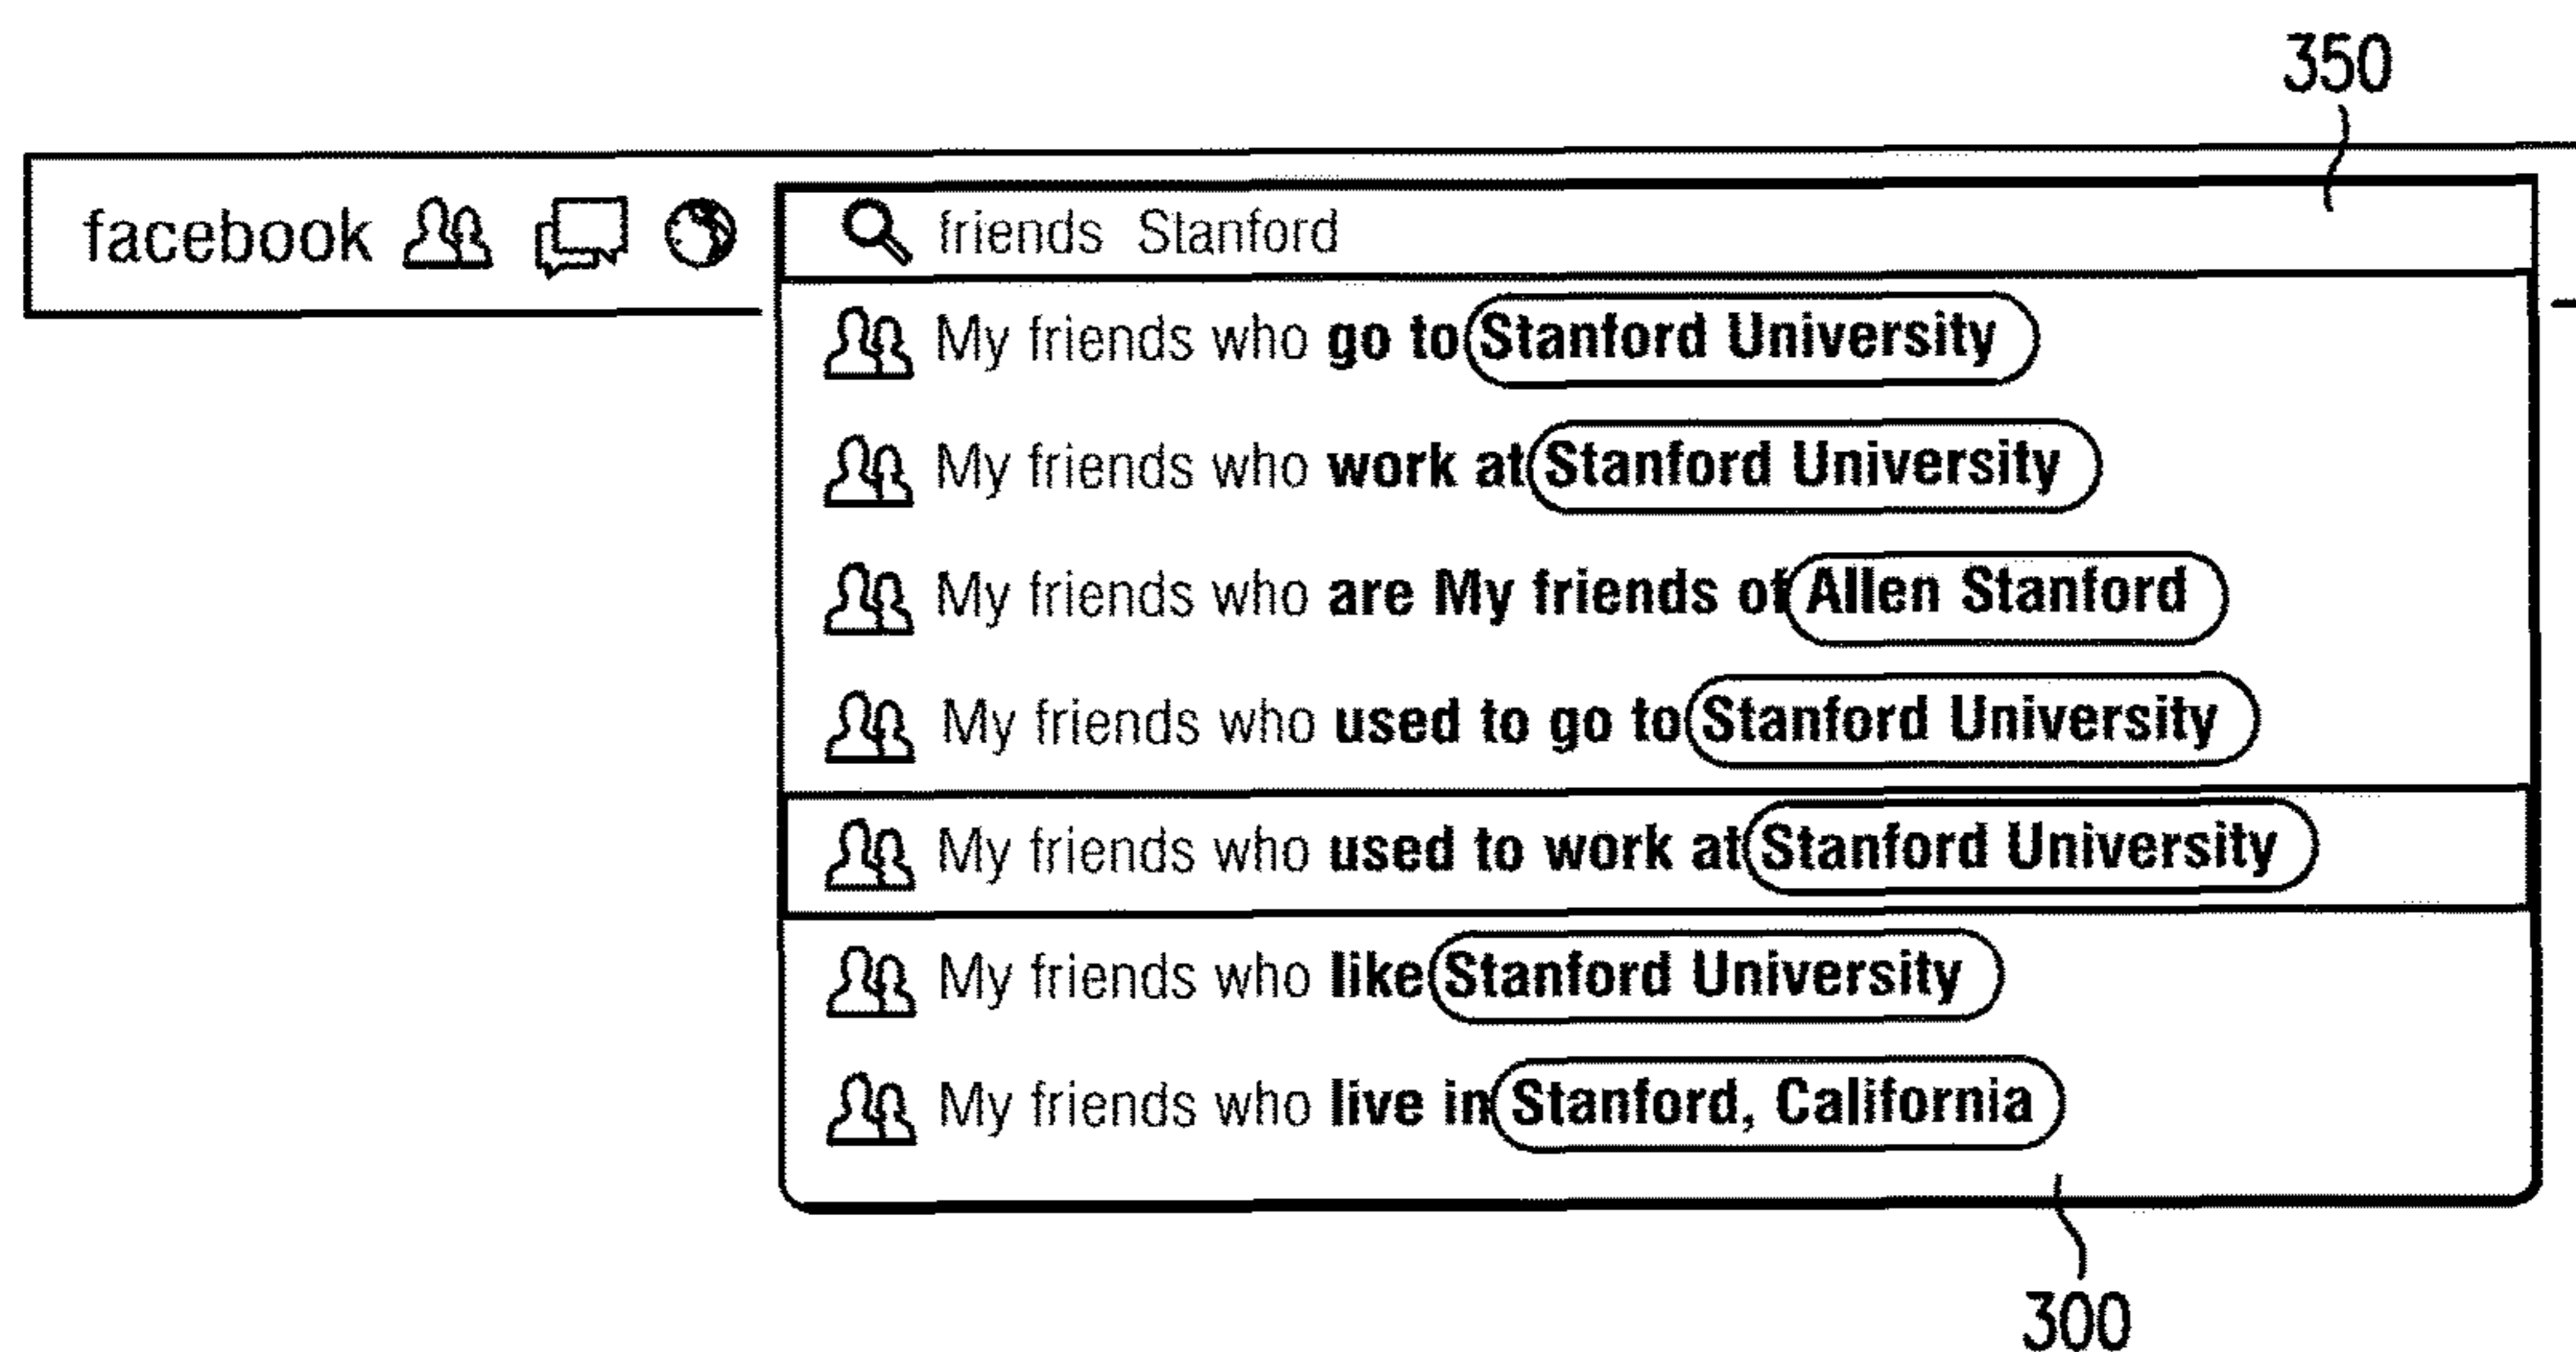 350
facebook friends Stanford
My friends who go to Stanford University
My friends who work at Stanford University
My friends who are My friends of Allen Stanford
My friends who used to go to Stanford University
My friends who used to work at Stanford University
My friends who like Stanford University
My friends who live in Stanford, California
300